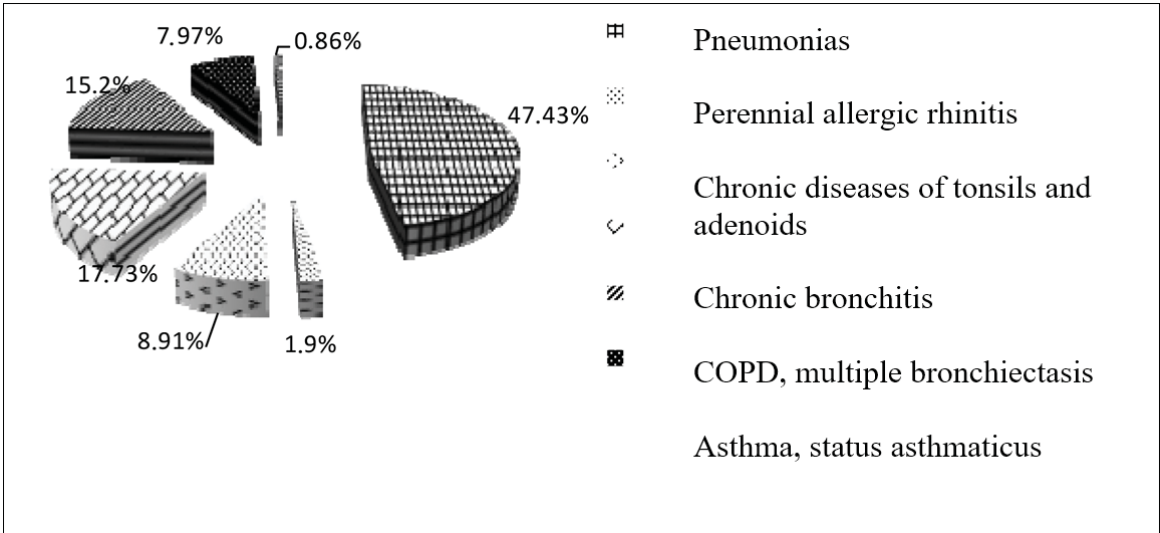 7.97%
0.86%
15.2%
47.43%
17.73%
8.91%
1.9%
Pneumonias
Perennial allergic rhinitis
Chronic diseases of tonsils and
adenoids
Chronic bronchitis
COPD, multiple bronchiectasis
Asthma, status asthmaticus